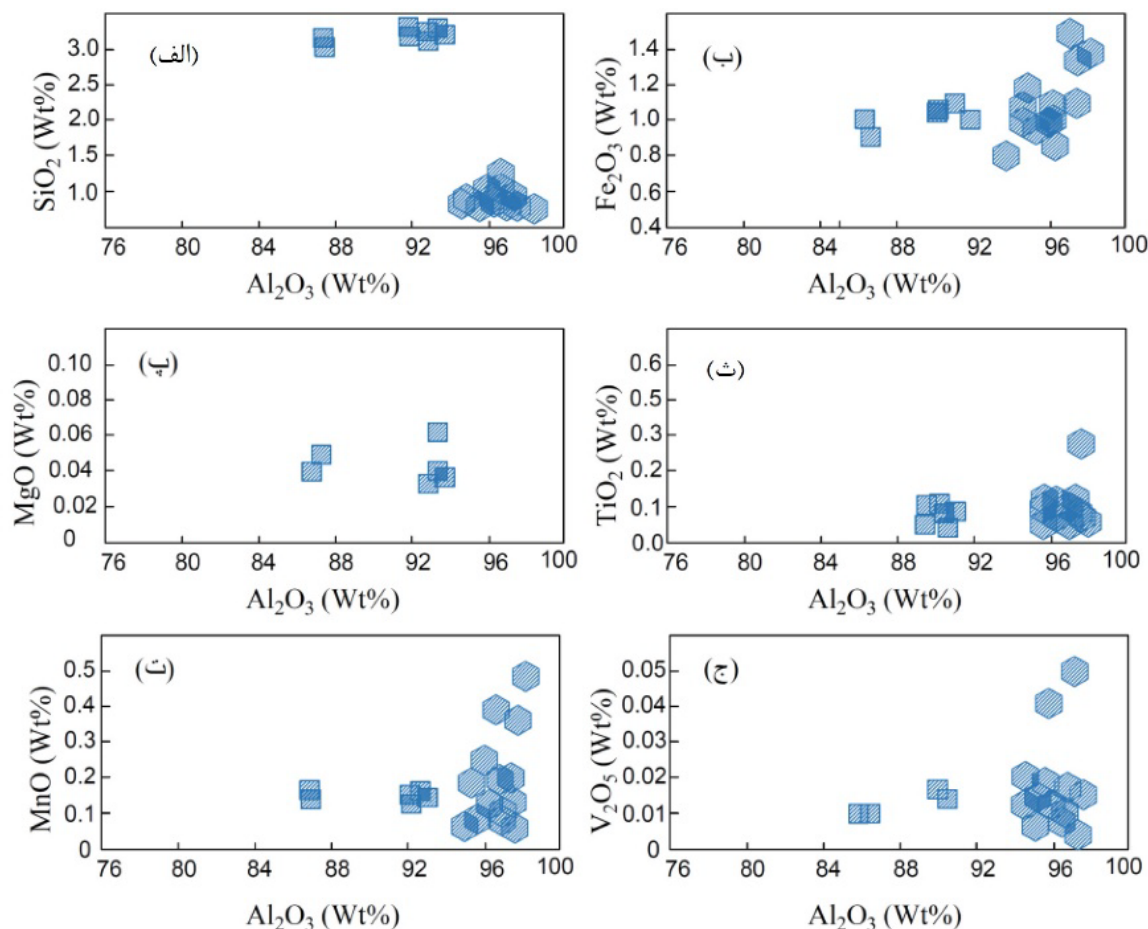 (الف)
3.0
2.5
2.0
1.0
SiO₂ (Wt%)
76 80 84 88 92 96 100
Al₂O₃ (Wt%)
(ب)
1.4
1.2
1.0
0.8
0.6
0.4
Fe₂O₃ (Wt%)
76 80 84 88 92 96 100
Al₂O₃ (Wt%)
(پ)
0.10
0.08
0.06
0.04
0.02
0
MgO (Wt%)
76 80 84 88 92 96 100
Al₂O₃ (Wt%)
(ث)
0.6
0.5
0.3
0.2
0.1
0.0
TiO₂ (Wt%)
76 80 84 88 92 96 100
Al₂O₃ (Wt%)
(ت)
0.5
0.4
0.3
0.2
0.1
0
MnO (Wt%)
76 80 84 88 92 96 100
Al₂O₃ (Wt%)
(ج)
0.05
0.04
0.03
0.02
0.01
0
V₂O₅ (Wt%)
76 80 84 88 92 96 100
Al₂O₃ (Wt%)